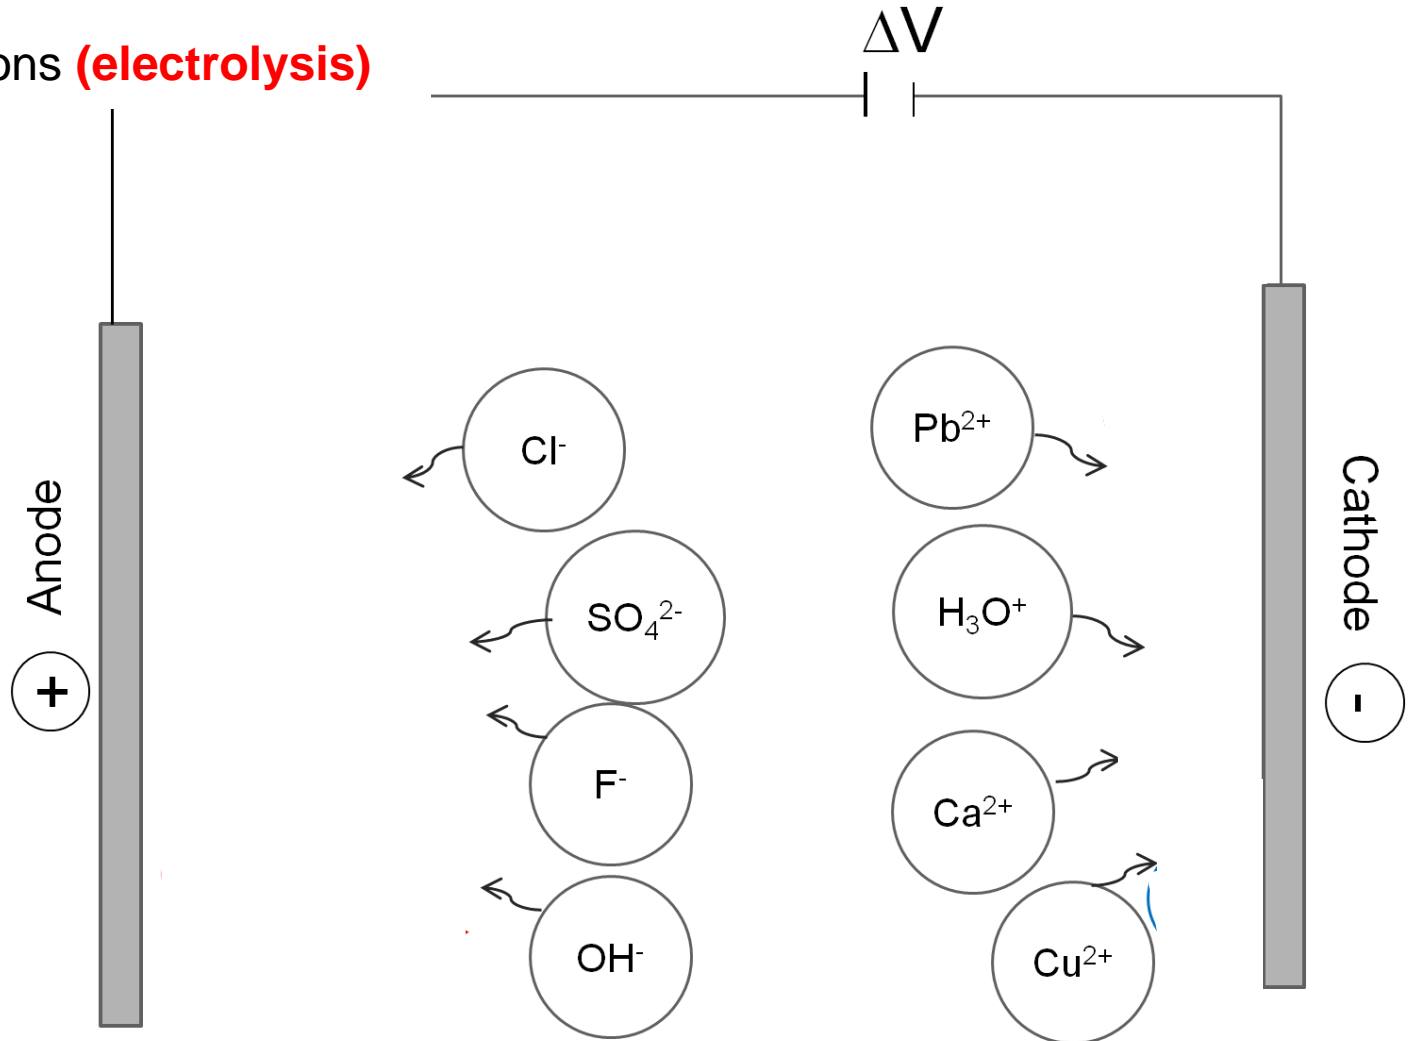 ΔV
ons (electrolysis)
Cl-
Pb2+
SO42-
H3O+
F-
Ca2+
OH-
Cu2+
Anode
+
Cathode
-